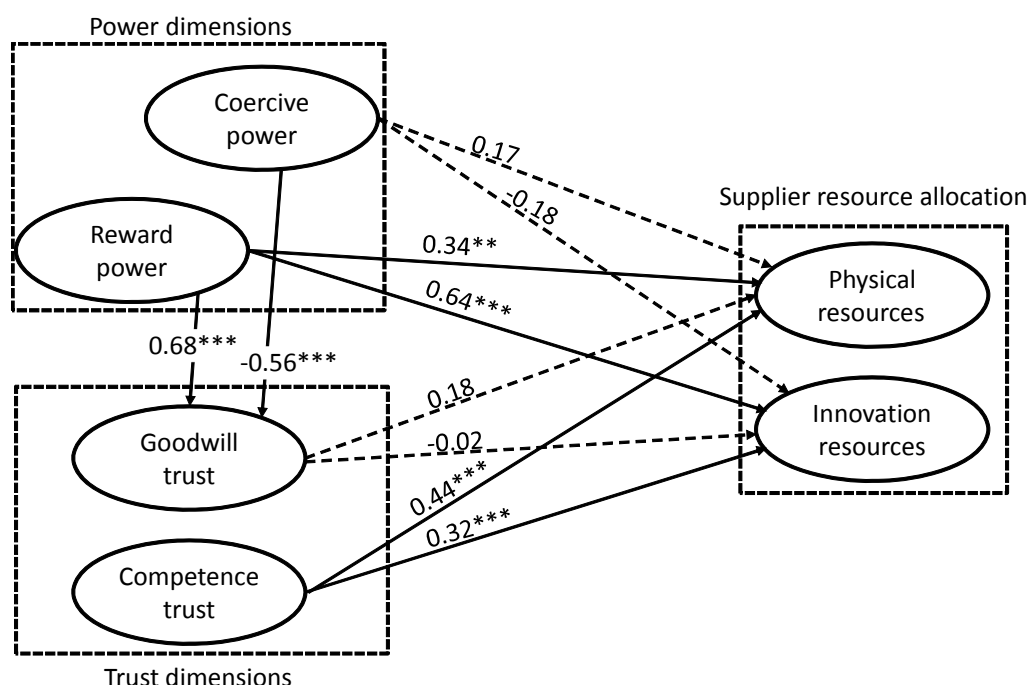 Power dimensions
Coercive
power
0.17
-0.18
Supplier resource allocation
Reward
power
0.34**
Physical
resources
0.64***
0.68***
-0.56***
0.18
Innovation
resources
Goodwill
trust
-0.02
0.44***
0.32***
Competence
trust
Trust dimensions